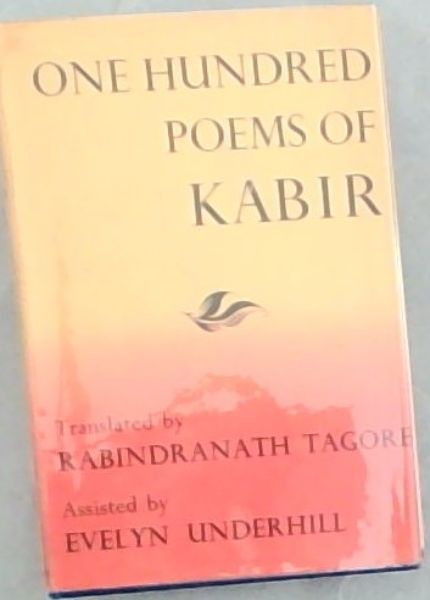 ONE HUNDRED
POEMS OF
KABIR
Translated by
RABINDRANATH TAGORE
Assisted by
EVELYN UNDERHILL